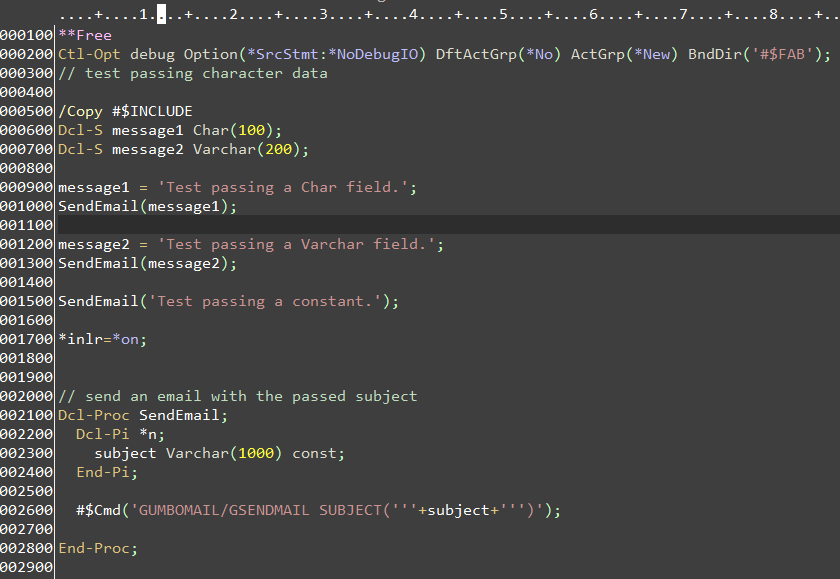 ....+....1....+....2....+....3....+....4....+....5....+....6....+....7....+....8....+..
000100 **Free
000200 Ctl-Opt debug Option(*SrcStmt:*NoDebugIO) DftActGrp(*No) ActGrp(*New) BndDir('#$FAB');
000300 // test passing character data
000400
000500 /Copy #$INCLUDE
000600 Dcl-S message1 Char(100);
000700 Dcl-S message2 Varchar(200);
000800
000900 message1 = 'Test passing a Char field.';
001000 SendEmail(message1);
001100
001200 message2 = 'Test passing a Varchar field.';
001300 SendEmail(message2);
001400
001500 SendEmail('Test passing a constant.');
001600
001700 *inlr=*on;
001800
001900
002000 // send an email with the passed subject
002100 Dcl-Proc SendEmail;
002200   Dcl-Pi *n;
002300     subject Varchar(1000) const;
002400   End-Pi;
002500
002600   #$Cmd('GUMBOMAIL/GSENDMAIL SUBJECT('''+subject+''')');
002700
002800 End-Proc;
002900